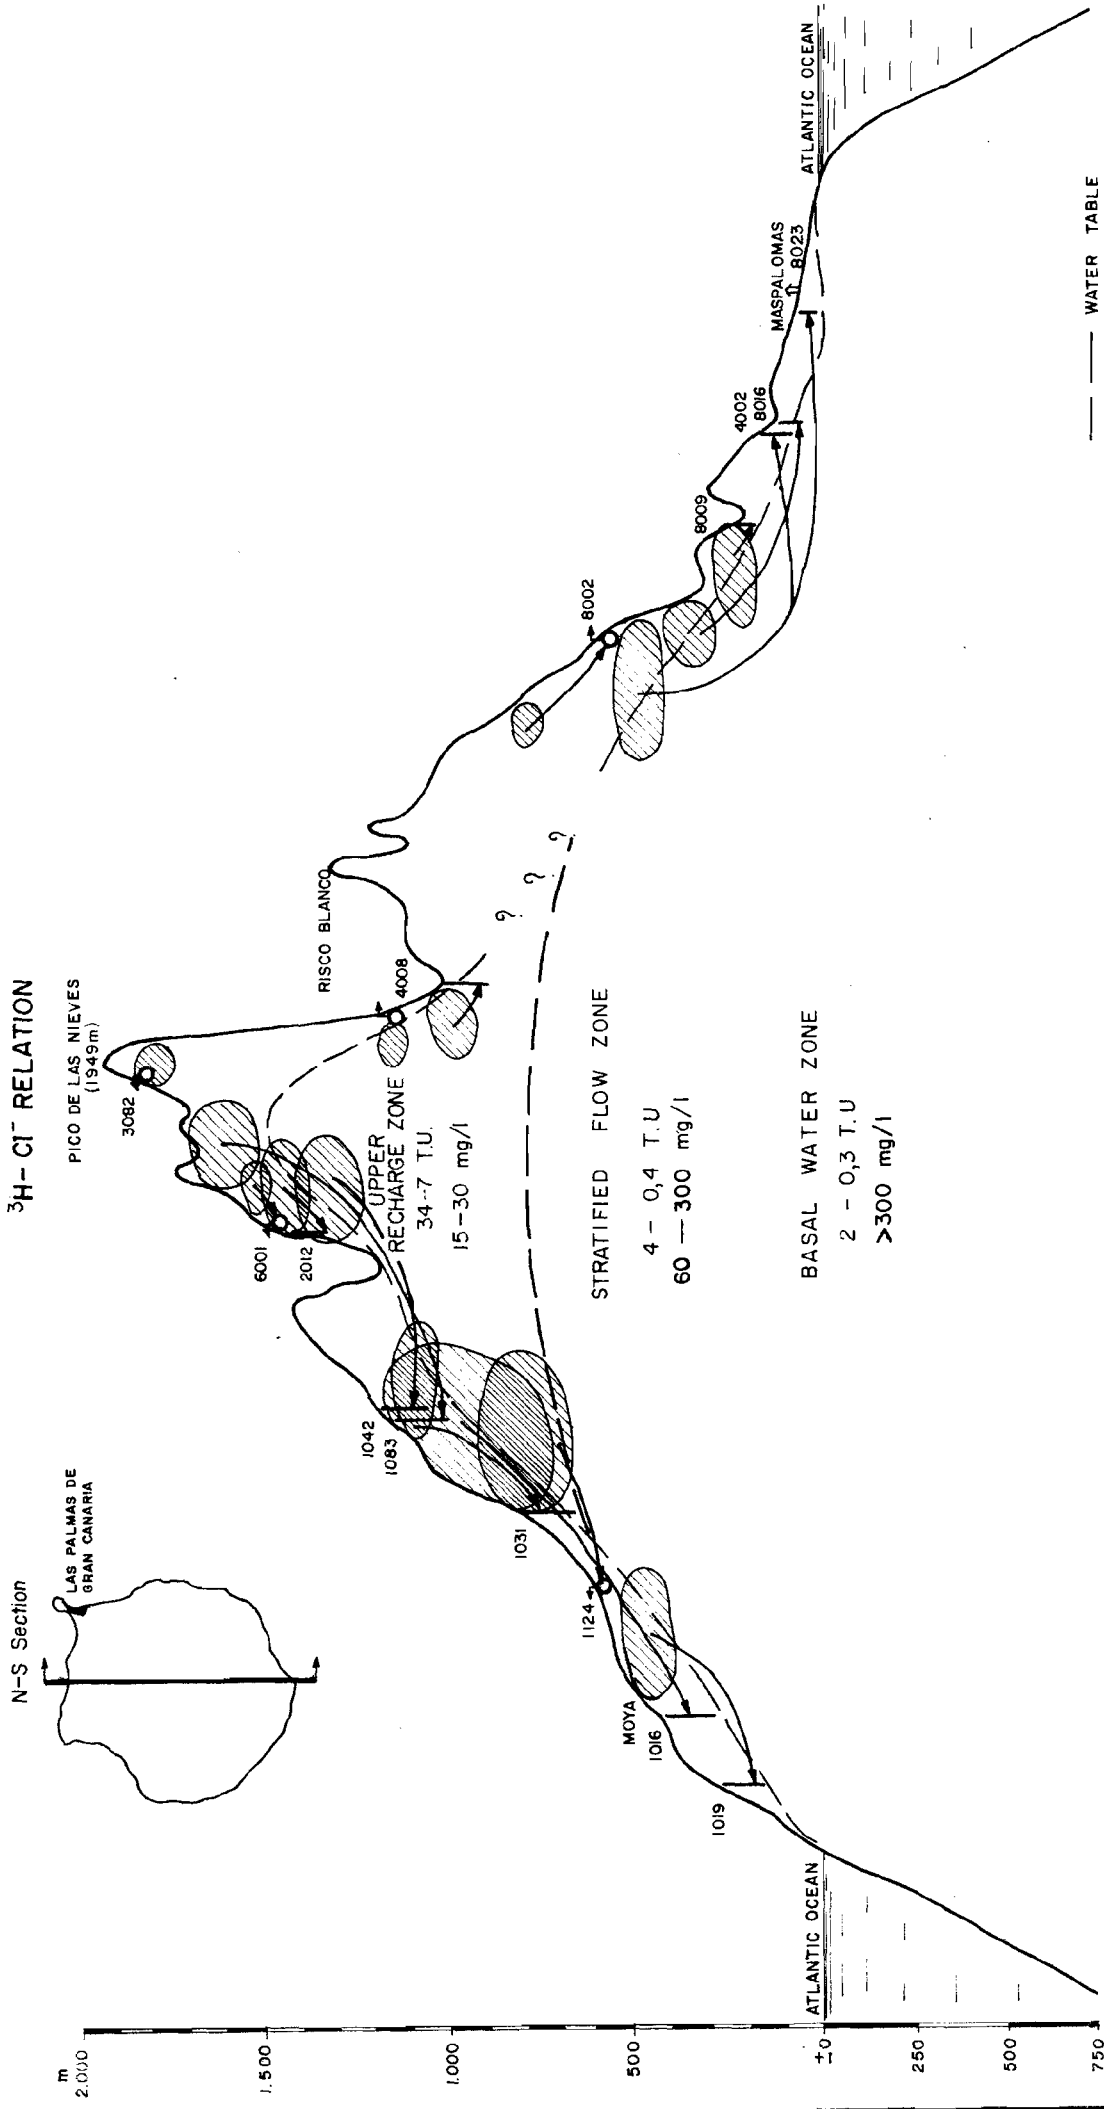 ³H – Cl⁻ RELATION
N-S Section
LAS PALMAS DE
GRAN CANARIA
PICO DE LAS NIEVES
(1949m)
m
2.000
1.500
1.000
500
±0
500
750
3082
6001
2012
1042
1083
1031
1124
MOYA
1016
1019
ATLANTIC OCEAN
RISCO BLANCO
4008
8002
8009
4002
8016
MASPALOMAS
8023
ATLANTIC OCEAN
UPPER
RECHARGE ZONE
34-7 T.U.
15-30 mg/l
?
?
?
STRATIFIED FLOW ZONE
4 - 0,4 T.U
60 — 300 mg/l
BASAL WATER ZONE
2 - 0,3 T.U
>300 mg/l
WATER TABLE